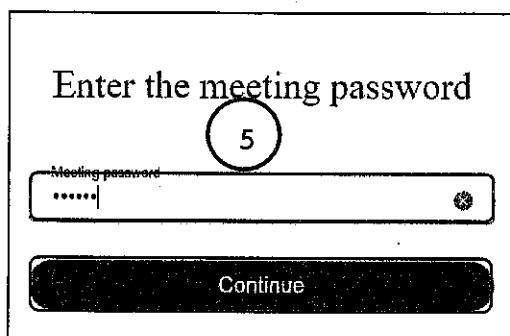 Enter the meeting password
5
Meeting password
••••••
Continue